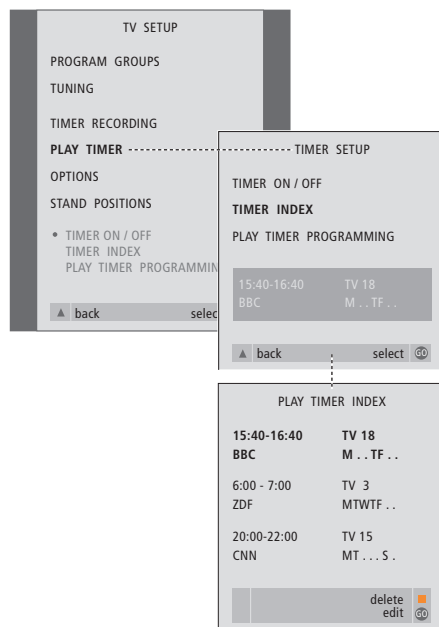 TV SETUP
PROGRAM GROUPS
TUNING
TIMER RECORDING
PLAY TIMER
OPTIONS
STAND POSITIONS
• TIMER ON / OFF
TIMER INDEX
PLAY TIMER PROGRAMMIN
back selec
TIMER SETUP
TIMER ON / OFF
TIMER INDEX
PLAY TIMER PROGRAMMING
15:40-16:40 TV 18
BBC M . . TF . .
back select GO
PLAY TIMER INDEX
15:40-16:40 TV 18
BBC M . . TF . .
6:00 - 7:00 TV 3
ZDF MTWTF . .
20:00-22:00 TV 15
CNN MT . . . S .
delete
edit GO